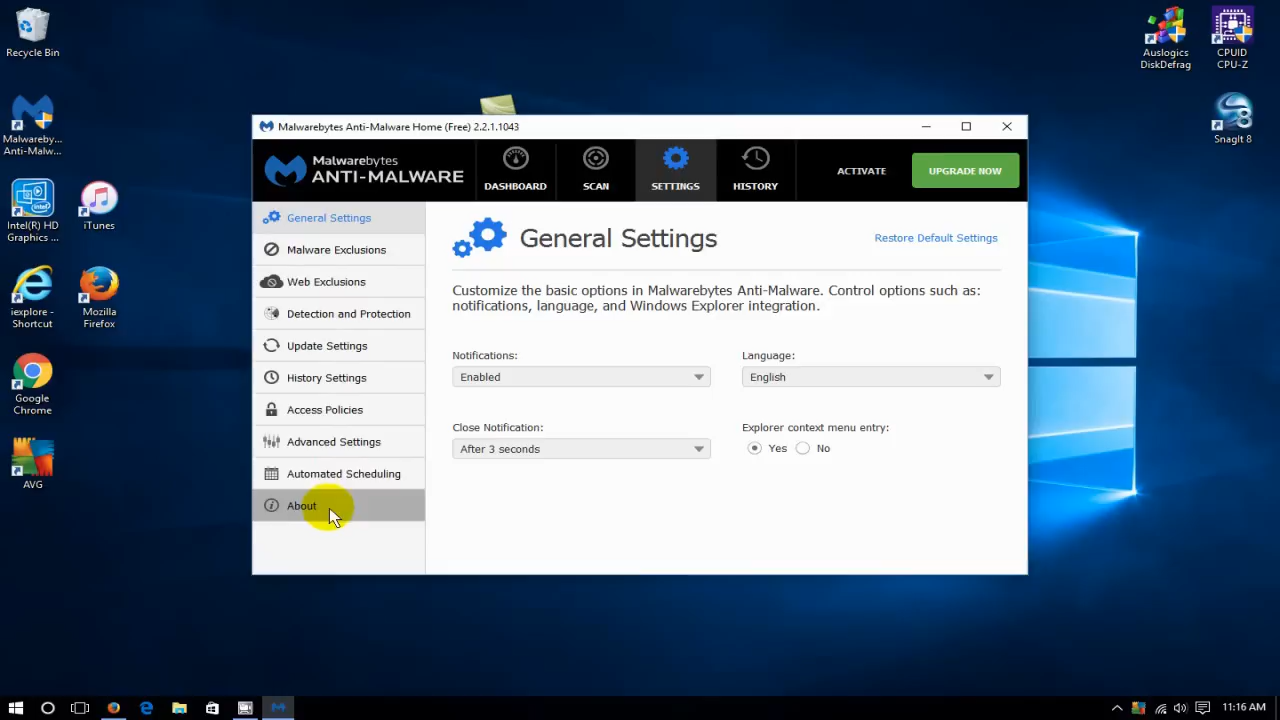 Recycle Bin
Malwareby...
Anti-Malw...
Intel(R) HD
Graphics ...
iTunes
iexplore -
Shortcut
Mozilla
Firefox
Google
Chrome
AVG
Auslogics
DiskDefrag
CPUID
CPU-Z
SnagIt 8
Malwarebytes Anti-Malware Home (Free) 2.2.1.1043
Malwarebytes
ANTI-MALWARE
DASHBOARD
SCAN
SETTINGS
HISTORY
ACTIVATE
UPGRADE NOW
General Settings
Malware Exclusions
Web Exclusions
Detection and Protection
Update Settings
History Settings
Access Policies
Advanced Settings
Automated Scheduling
About
General Settings
Restore Default Settings
Customize the basic options in Malwarebytes Anti-Malware. Control options such as:
notifications, language, and Windows Explorer integration.
Notifications:
Enabled
Language:
English
Close Notification:
After 3 seconds
Explorer context menu entry:
Yes No
11:16 AM